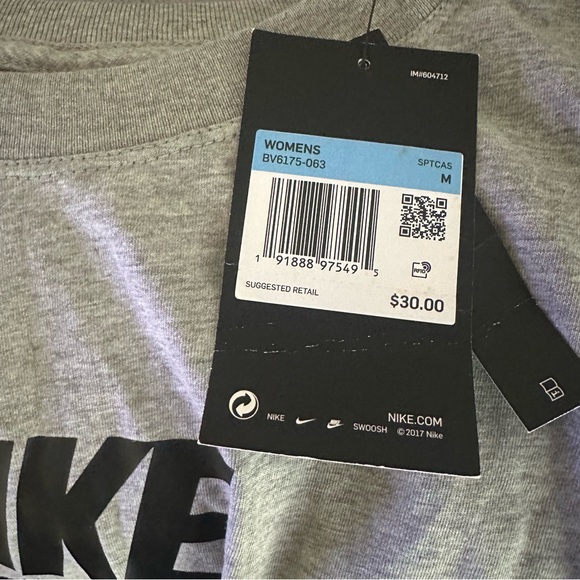 IM#604712
WOMENS
BV6175-063
SPTCAS
M
1 91888 97549 5
RFID
SUGGESTED RETAIL
$30.00
NIKE SWOOSH
NIKE.COM
© 2017 Nike
IKE